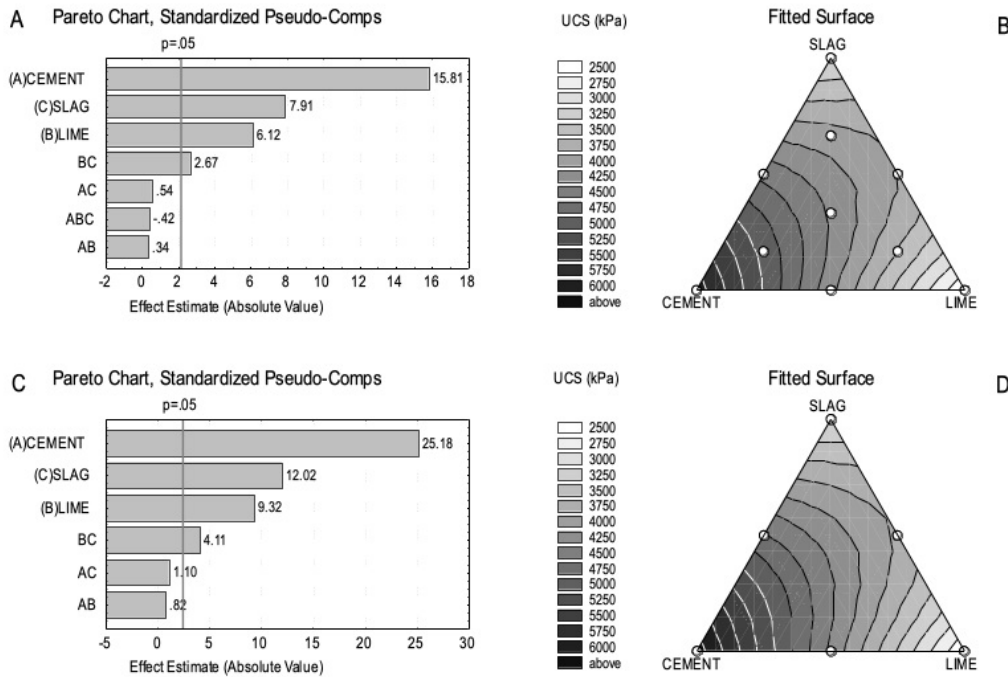 A
Pareto Chart, Standardized Pseudo-Comps
p=.05
(A)CEMENT
15.81
(C)SLAG
7.91
(B)LIME
6.12
BC
2.67
AC
.54
ABC
-.42
AB
.34
-2 0 2 4 6 8 10 12 14 16 18
Effect Estimate (Absolute Value)
UCS (kPa)
2500
2750
3000
3250
3500
3750
4000
4250
4500
4750
5000
5250
5500
5750
6000
above
Fitted Surface
B
SLAG
CEMENT
LIME
C
Pareto Chart, Standardized Pseudo-Comps
p=.05
(A)CEMENT
25.18
(C)SLAG
12.02
(B)LIME
9.32
BC
4.11
AC
1.10
AB
.82
-5 0 5 10 15 20 25 30
Effect Estimate (Absolute Value)
UCS (kPa)
2500
2750
3000
3250
3500
3750
4000
4250
4500
4750
5000
5250
5500
5750
6000
above
Fitted Surface
D
SLAG
CEMENT
LIME